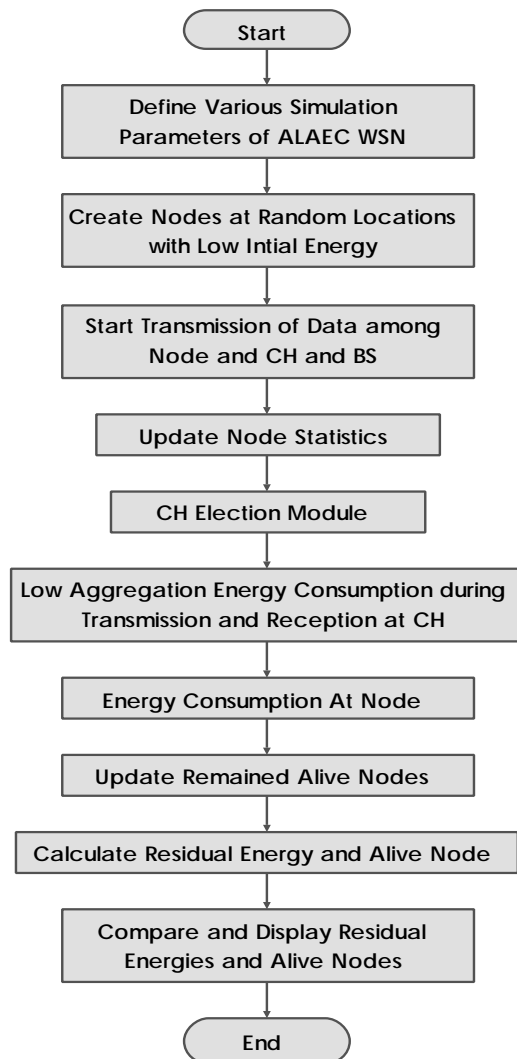 Start
Define Various Simulation
Parameters of ALAEC WSN
Create Nodes at Random Locations
with Low Intial Energy
Start Transmission of Data among
Node and CH and BS
Update Node Statistics
CH Election Module
Low Aggregation Energy Consumption during
Transmission and Reception at CH
Energy Consumption At Node
Update Remained Alive Nodes
Calculate Residual Energy and Alive Node
Compare and Display Residual
Energies and Alive Nodes
End